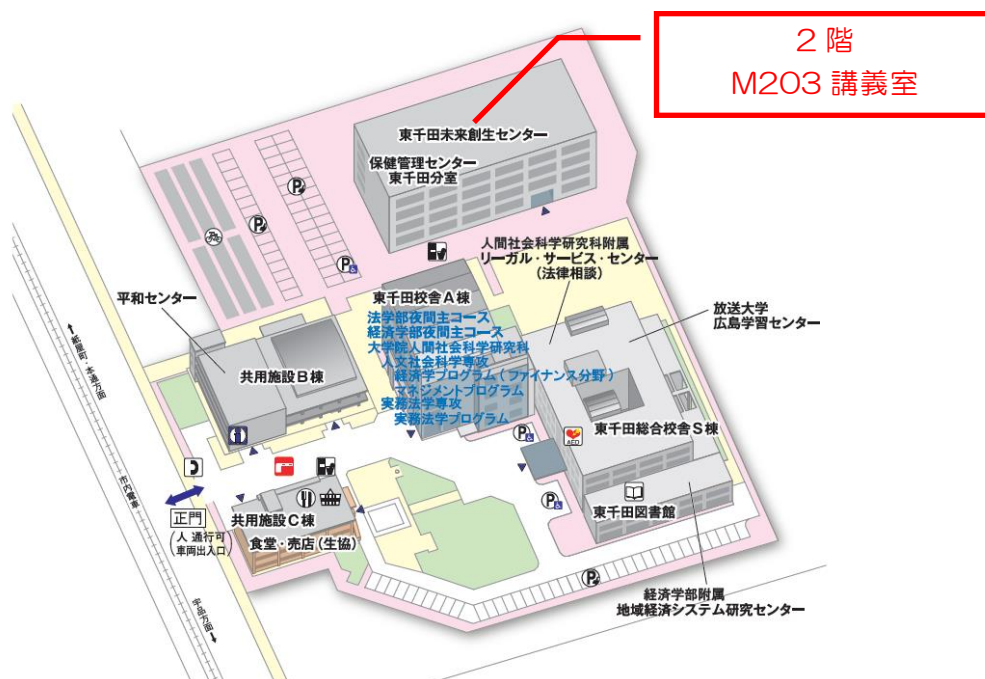 2階
M203 講義室
東千田未来創生センター
保健管理センター
東千田分室
人間社会科学研究科附属
リーガル・サービス・センター
(法律相談)
平和センター
東千田校舎A棟
法学部夜間主コース
経済学部夜間主コース
大学院人間社会科学研究科
人文社会科学専攻
経済学プログラム(ファイナンス分野)
マネジメントプログラム
実務法学専攻
実務法学プログラム
放送大学
広島学習センター
紙屋町・本通方面
共用施設B棟
東千田総合校舎S棟
AED
市内電車
正門
(人 通行可
車両出入口)
共用施設C棟
食堂・売店(生協)
東千田図書館
宇品方面
経済学部附属
地域経済システム研究センター
P
P
P
P
P
P